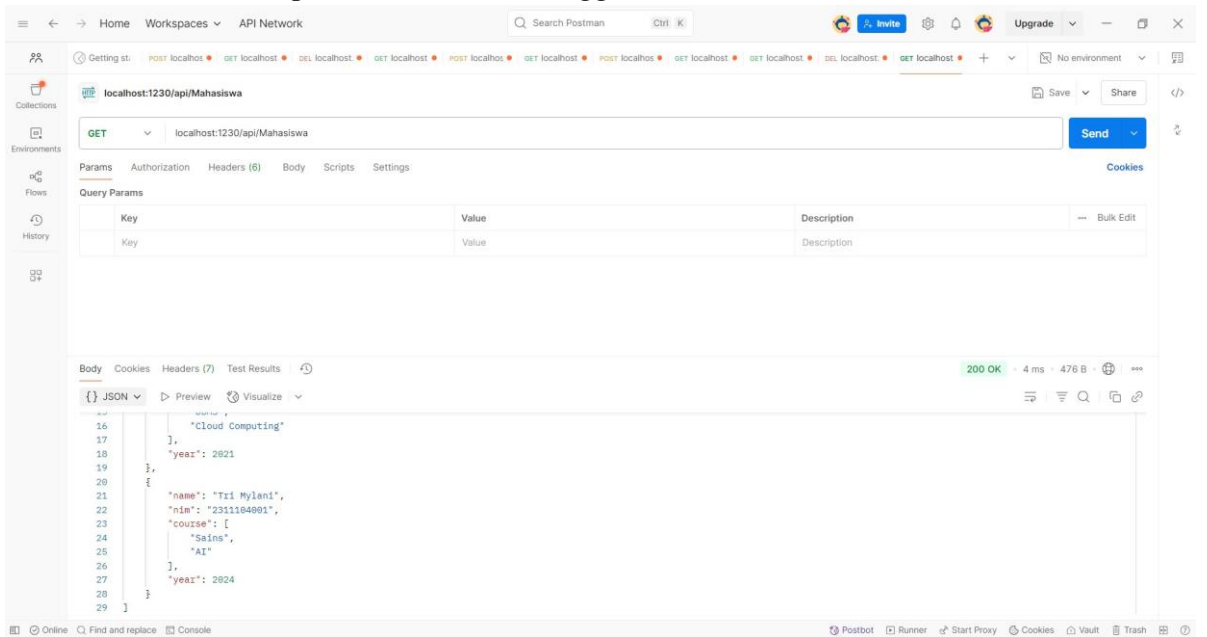 Home Workspaces API Network Search Postman Ctrl K Invite Upgrade
Getting st POST localhos GET localhost DEL localhost. GET localhost POST localhos GET localhost POST localhos GET localhost GET localhost DEL localhost. GET localhost + No environment
Collections
HTTP localhost:1230/api/Mahasiswa Save Share </>
Environments
GET localhost:1230/api/Mahasiswa Send
Flows
Params Authorization Headers (6) Body Scripts Settings Cookies
Query Params
History
Key Value Description Bulk Edit
Key Value Description
Body Cookies Headers (7) Test Results 200 OK 4 ms 476 B
{} JSON Preview Visualize
16 "Cloud Computing"
17 ],
18 "year": 2021
19 },
20 {
21 "name": "Tri Mylani",
22 "nim": "2311104001",
23 "course": [
24 "Sains",
25 "AI"
26 ],
27 "year": 2024
28 }
29 ]
Online Find and replace Console Postbot Runner Start Proxy Cookies Vault Trash